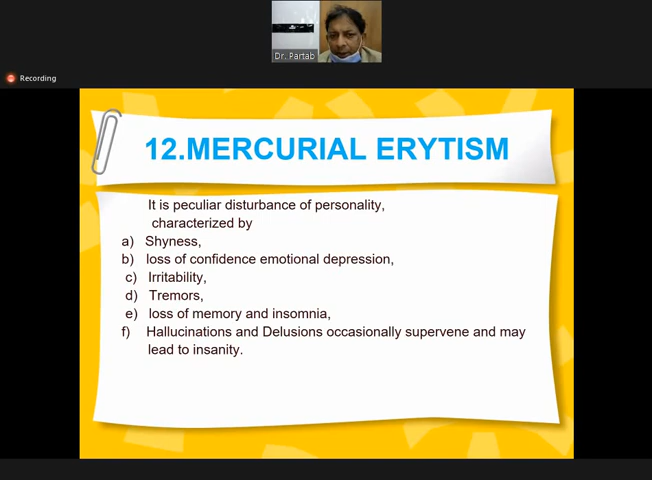 Dr. Partab
Recording
12.MERCURIAL ERYTISM
It is peculiar disturbance of personality,
characterized by
a) Shyness,
b) loss of confidence emotional depression,
c) Irritability,
d) Tremors,
e) loss of memory and insomnia,
f) Hallucinations and Delusions occasionally supervene and may
lead to insanity.